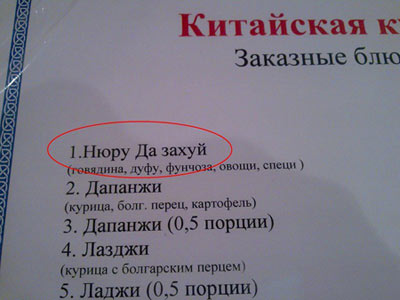 Китайская
Заказные
1.Нюру Да захуй
(говядина, дуфу, фунчоза, овощи, специ )
2. Дапанжи
(курица, болг. перец, картофель)
3. Дапанжи (0,5 порции)
4. Лазджи
(курица с болгарским перцем)
5. Ладжи (0,5 порции)